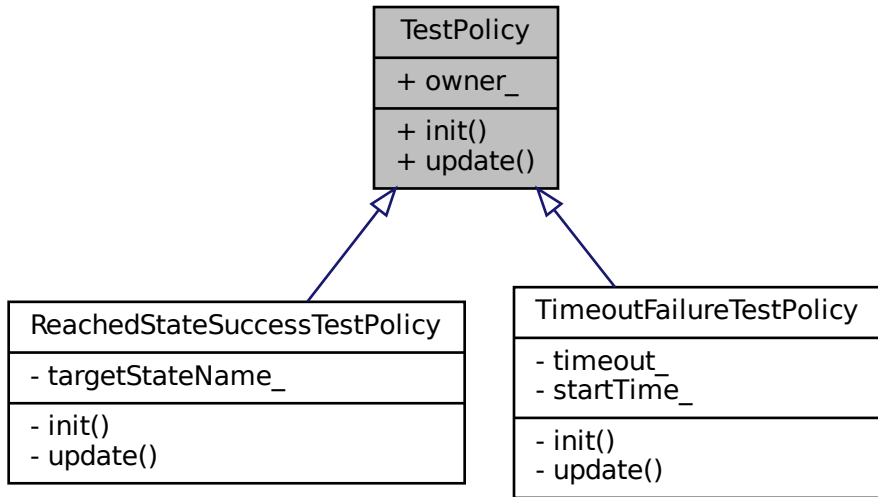 TestPolicy
+ owner_
+ init()
+ update()
ReachedStateSuccessTestPolicy
- targetStateName_
- init()
- update()
TimeoutFailureTestPolicy
- timeout_
- startTime_
- init()
- update()